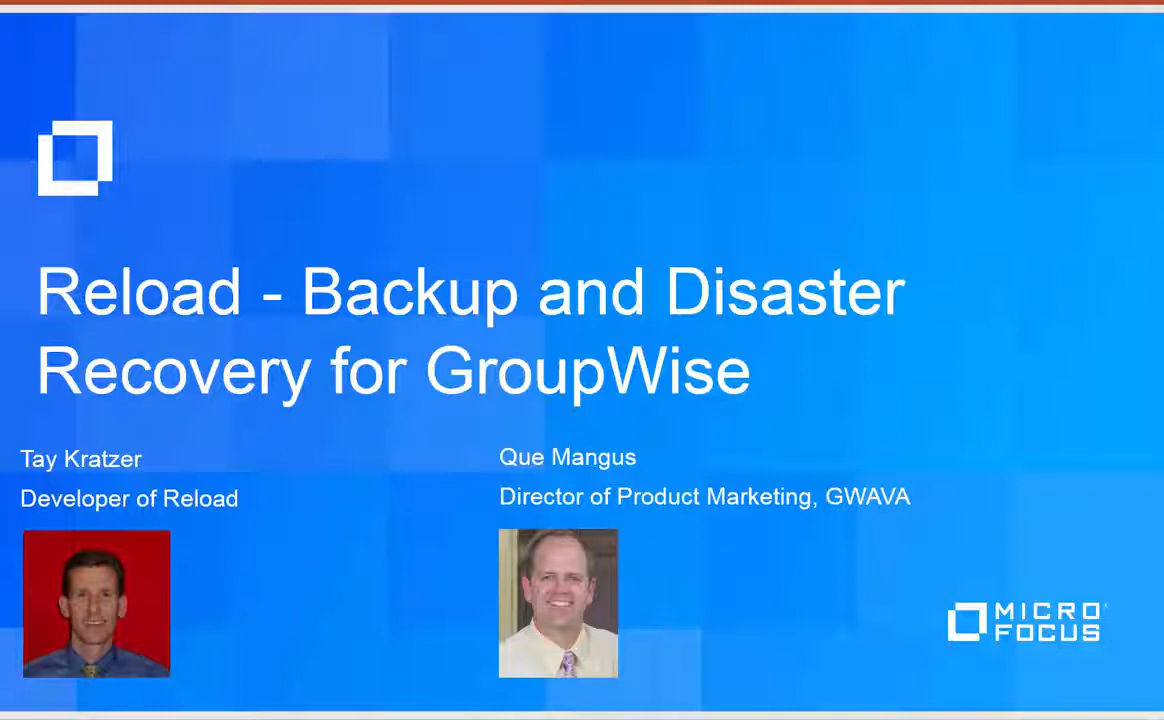 Reload - Backup and Disaster
Recovery for GroupWise
Tay Kratzer
Developer of Reload
Que Mangus
Director of Product Marketing, GWAVA
MICRO
FOCUS